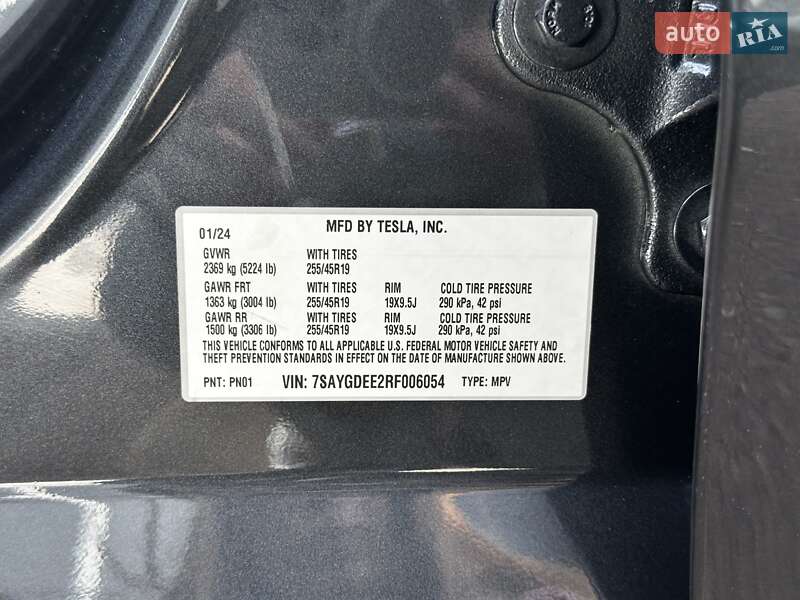 auto RIA.com
01/24 MFD BY TESLA, INC.
GVWR WITH TIRES
2369 kg (5224 lb) 255/45R19
GAWR FRT WITH TIRES RIM COLD TIRE PRESSURE
1363 kg (3004 lb) 255/45R19 19X9.5J 290 kPa, 42 psi
GAWR RR WITH TIRES RIM COLD TIRE PRESSURE
1500 kg (3306 lb) 255/45R19 19X9.5J 290 kPa, 42 psi
THIS VEHICLE CONFORMS TO ALL APPLICABLE U.S. FEDERAL MOTOR VEHICLE SAFETY AND
THEFT PREVENTION STANDARDS IN EFFECT ON THE DATE OF MANUFACTURE SHOWN ABOVE.
PNT: PN01 VIN: 7SAYGDEE2RF006054 TYPE: MPV